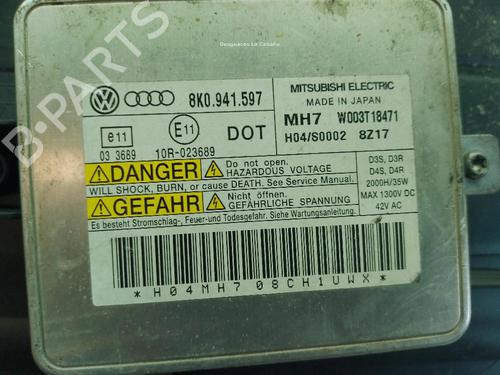 Desguaces La Cabaña
B-PARTS
8K0.941.597
MITSUBISHI ELECTRIC
MADE IN JAPAN
MH7 W003T18471
H04/S0002 8Z17
e11
03 3689
E11
10R-023689
DOT
DANGER
Do not open.
HAZARDOUS VOLTAGE
WILL SHOCK, BURN, or cause DEATH. See Service Manual.
GEFAHR
Nicht öffnen.
GEFÄHRLICHE SPANNUNG
Es besteht Stromschlag-, Feuer-und Todesgefahr. Siehe Wartungsanleitung.
D3S, D3R
D4S, D4R
2000H/35W
MAX 1300V DC
42V AC
*H04MH708CH1UWX*